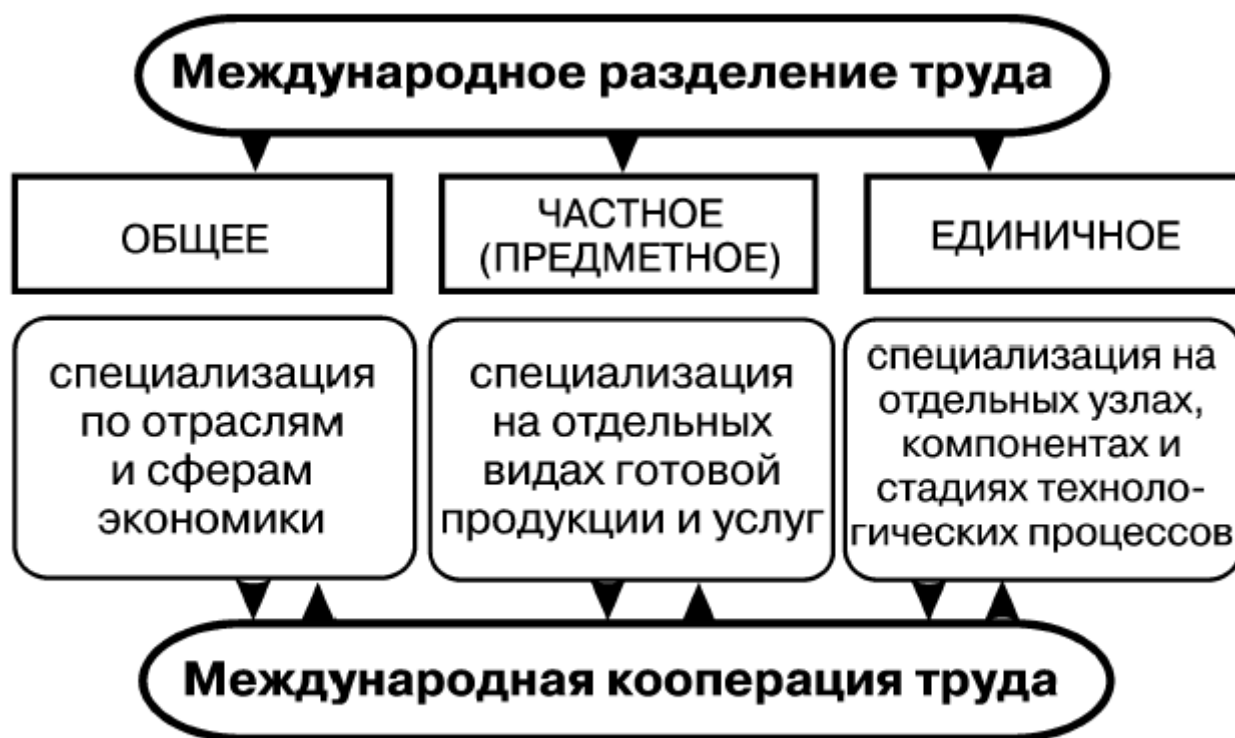 Международное разделение труда
ОБЩЕЕ
ЧАСТНОЕ
(ПРЕДМЕТНОЕ)
ЕДИНИЧНОЕ
специализация
по отраслям
и сферам
экономики
специализация
на отдельных
видах готовой
продукции и услуг
специализация на
отдельных узлах,
компонентах и
стадиях техноло-
гических процессов
Международная кооперация труда